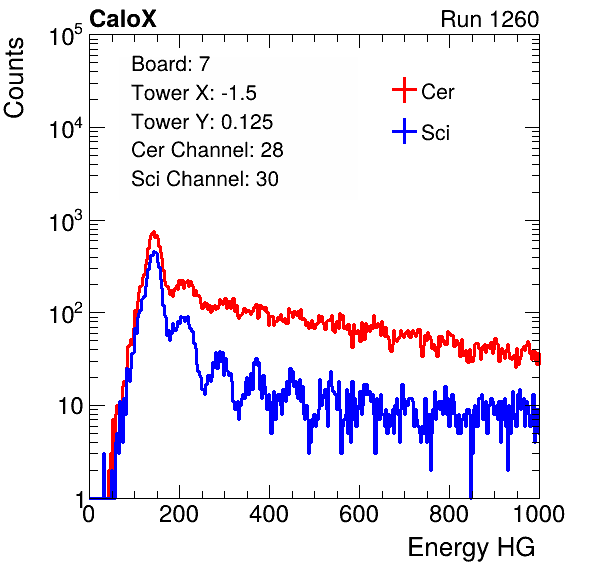 CaloX Run 1260
Counts
10^5
10^4
10^3
10^2
10
1
Board: 7
Tower X: -1.5
Tower Y: 0.125
Cer Channel: 28
Sci Channel: 30
Cer
Sci
0 200 400 600 800 1000
Energy HG